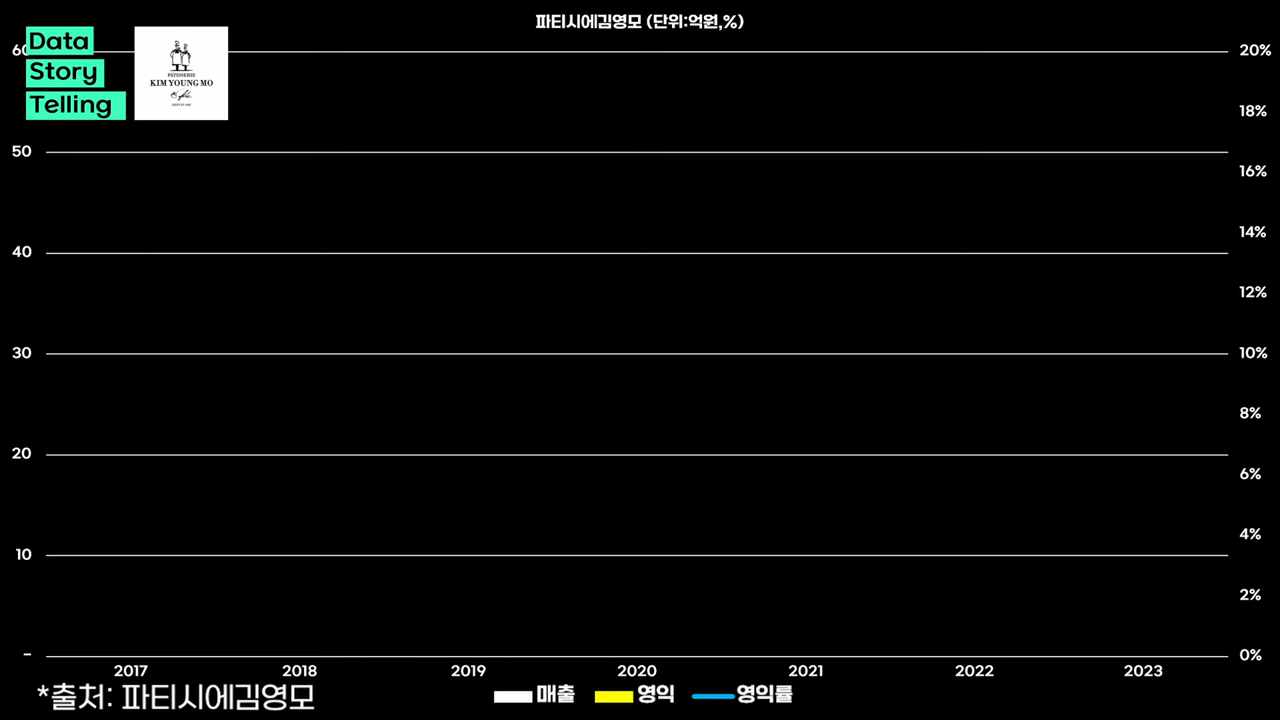 파티시에김영모 (단위:억원,%)
Data
Story
Telling
PATISSERIE
KIM YOUNG MO
60
50
40
30
20
10
–
20%
18%
16%
14%
12%
10%
8%
6%
4%
2%
0%
2017 2018 2019 2020 2021 2022 2023
*출처: 파티시에김영모
매출 영익 영익률